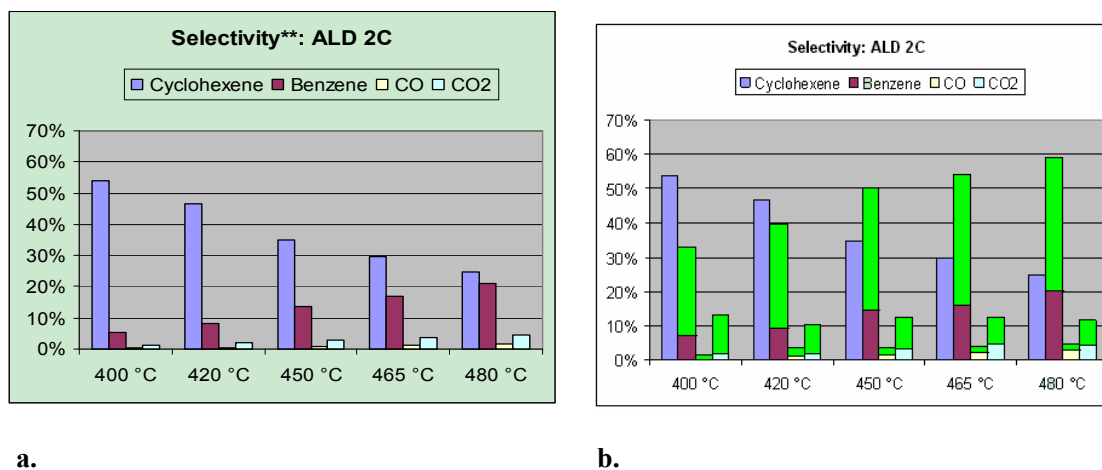 Selectivity**: ALD 2C
Cyclohexene Benzene CO CO2
70%
60%
50%
40%
30%
20%
10%
0%
400 °C 420 °C 450 °C 465 °C 480 °C
a.
Selectivity: ALD 2C
Cyclohexene Benzene CO CO2
70%
60%
50%
40%
30%
20%
10%
0%
400 °C 420 °C 450 °C 465 °C 480 °C
b.